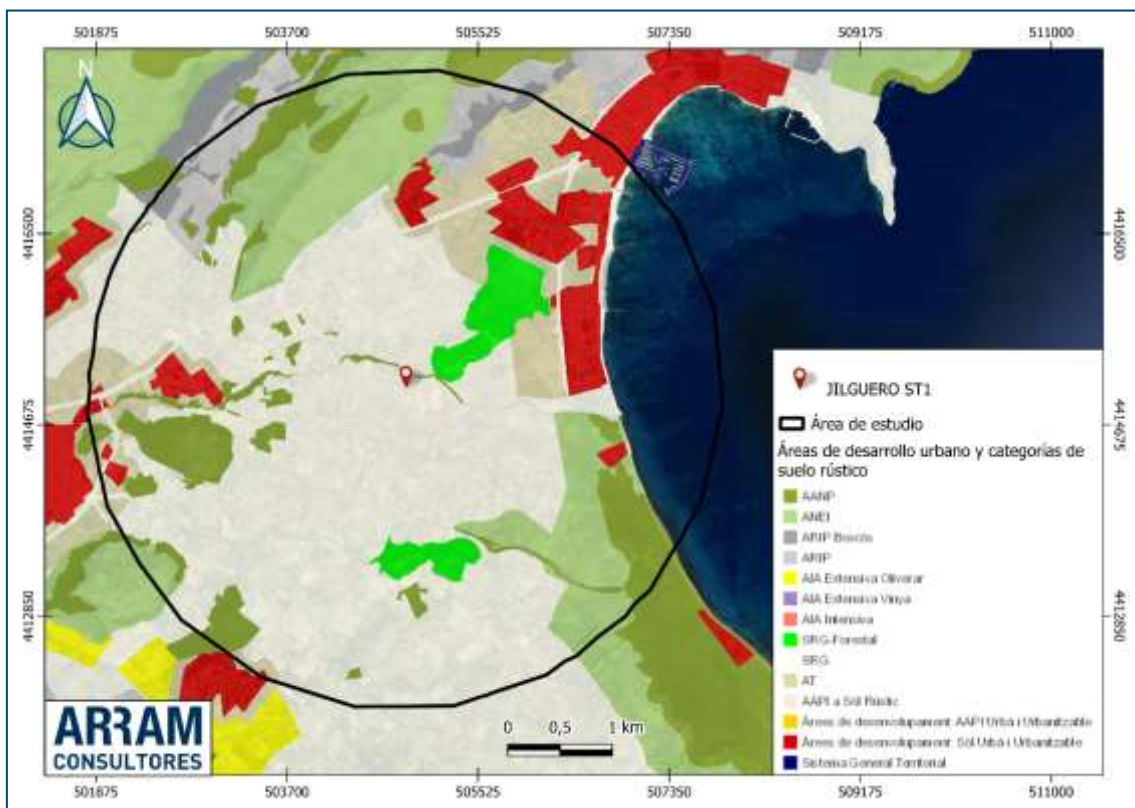 501875 503700 505525 507350 509175 511000
N
4416500 4416500
4414675 4414675
4412850 4412850
JILGUERO ST1
Área de estudio
Áreas de desarrollo urbano y categorías de
suelo rústico
AANP
ANEI
ARIP Boscós
ARIP
AIA Extensiva Oliverar
AIA Extensiva Vinya
AIA Intensiva
SRG-Forestal
SRG
AT
AAPI a Sòl Rústic
Àrees de desenvolupament: AAPI Urbà i Urbanitzable
Àrees de desenvolupament: Sòl Urbà i Urbanitzable
Sistema General Territorial
ARRAM
CONSULTORES
0 0,5 1 km
501875 503700 505525 507350 509175 511000